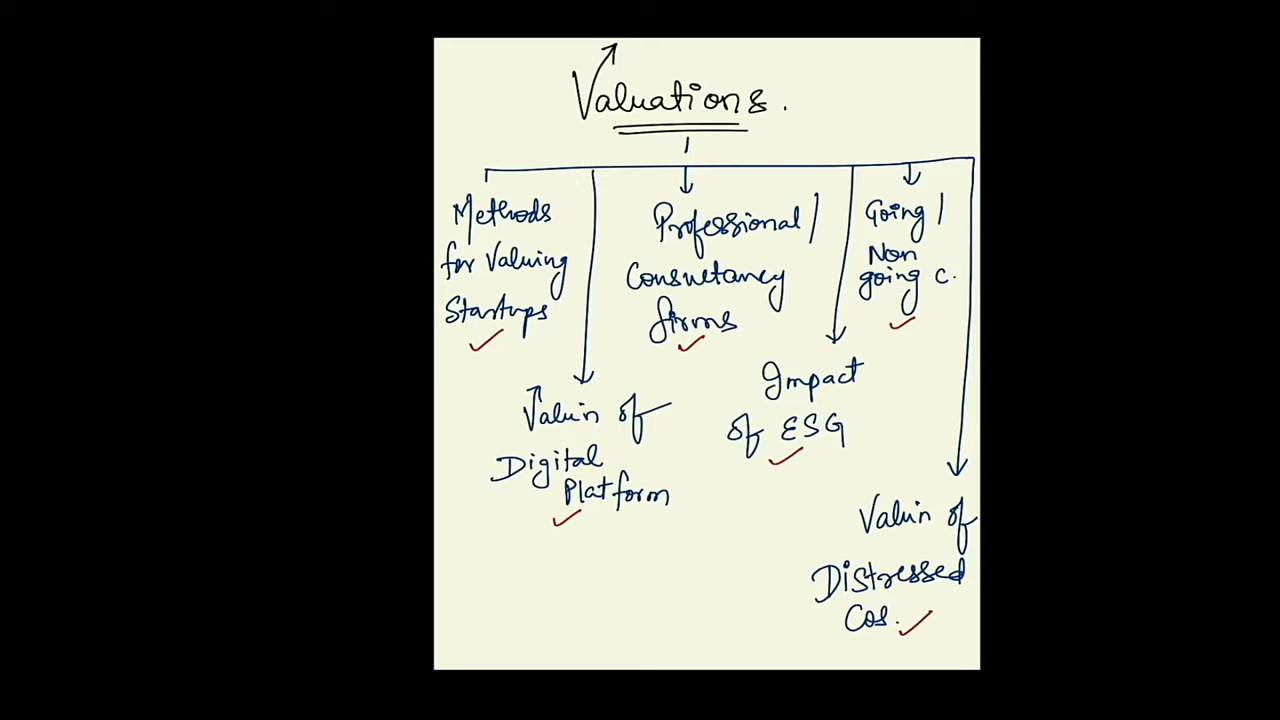 Valuations.
Methods
for Valuing
Startups
Professional /
Consultancy
firms
Going /
Non
going c.
Impact
of ESG
Valu'n of
Digital
Platform
Valu'n of
Distressed
Cos.